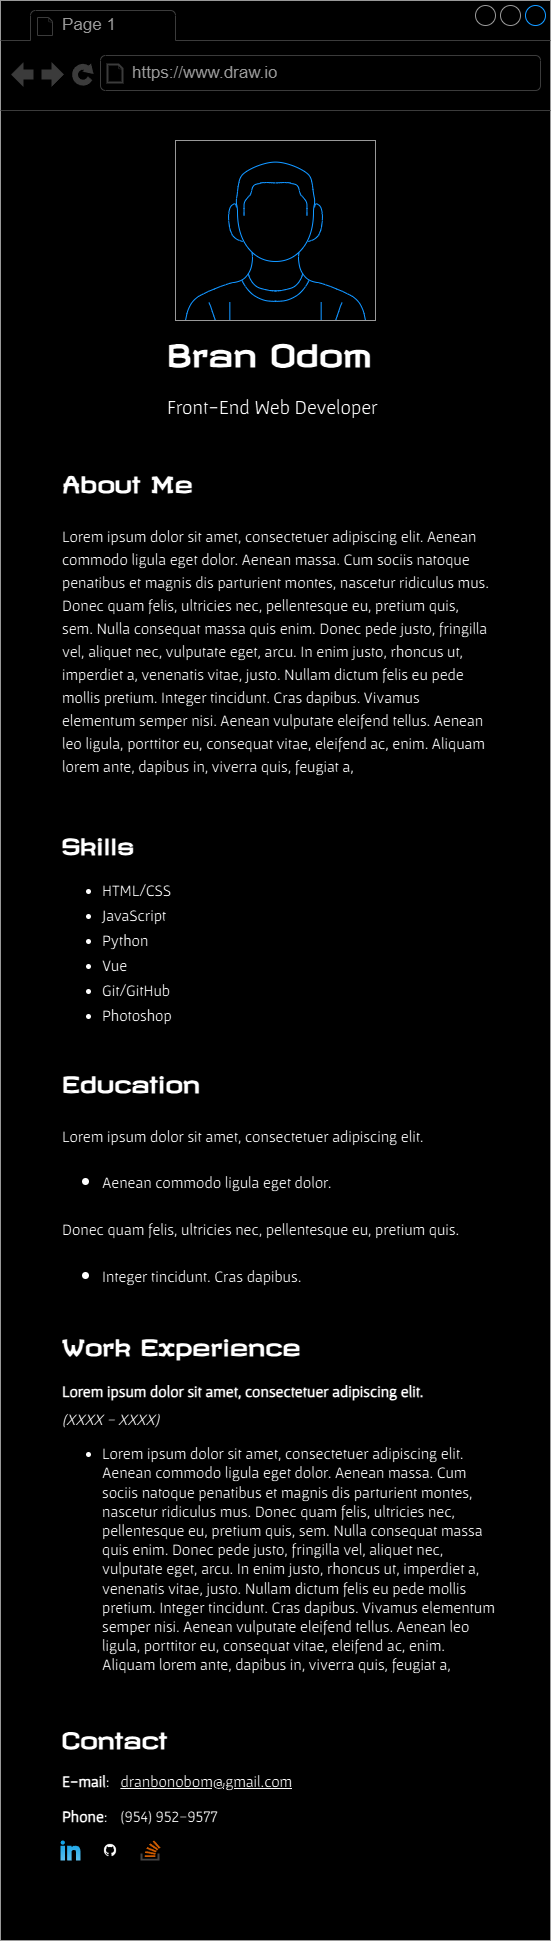 Page 1
https://www.draw.io
Bran Odom
Front-End Web Developer
About Me
Lorem ipsum dolor sit amet, consectetuer adipiscing elit. Aenean
commodo ligula eget dolor. Aenean massa. Cum sociis natoque
penatibus et magnis dis parturient montes, nascetur ridiculus mus.
Donec quam felis, ultricies nec, pellentesque eu, pretium quis,
sem. Nulla consequat massa quis enim. Donec pede justo, fringilla
vel, aliquet nec, vulputate eget, arcu. In enim justo, rhoncus ut,
imperdiet a, venenatis vitae, justo. Nullam dictum felis eu pede
mollis pretium. Integer tincidunt. Cras dapibus. Vivamus
elementum semper nisi. Aenean vulputate eleifend tellus. Aenean
leo ligula, porttitor eu, consequat vitae, eleifend ac, enim. Aliquam
lorem ante, dapibus in, viverra quis, feugiat a,
Skills
• HTML/CSS
• JavaScript
• Python
• Vue
• Git/GitHub
• Photoshop
Education
Lorem ipsum dolor sit amet, consectetuer adipiscing elit.
• Aenean commodo ligula eget dolor.
Donec quam felis, ultricies nec, pellentesque eu, pretium quis.
• Integer tincidunt. Cras dapibus.
Work Experience
Lorem ipsum dolor sit amet, consectetuer adipiscing elit.
(XXXX - XXXX)
• Lorem ipsum dolor sit amet, consectetuer adipiscing elit.
Aenean commodo ligula eget dolor. Aenean massa. Cum
sociis natoque penatibus et magnis dis parturient montes,
nascetur ridiculus mus. Donec quam felis, ultricies nec,
pellentesque eu, pretium quis, sem. Nulla consequat massa
quis enim. Donec pede justo, fringilla vel, aliquet nec,
vulputate eget, arcu. In enim justo, rhoncus ut, imperdiet a,
venenatis vitae, justo. Nullam dictum felis eu pede mollis
pretium. Integer tincidunt. Cras dapibus. Vivamus elementum
semper nisi. Aenean vulputate eleifend tellus. Aenean leo
ligula, porttitor eu, consequat vitae, eleifend ac, enim.
Aliquam lorem ante, dapibus in, viverra quis, feugiat a,
Contact
E-mail: dranbonobom@gmail.com
Phone: (954) 952-9577
in